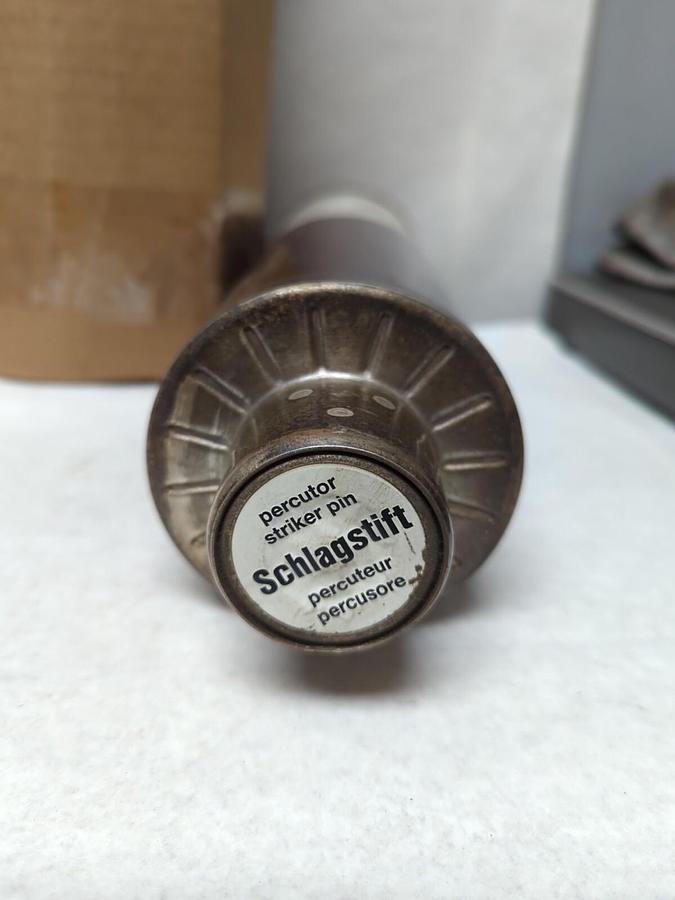 percutor
striker pin
Schlagstift
percuteur
percusore